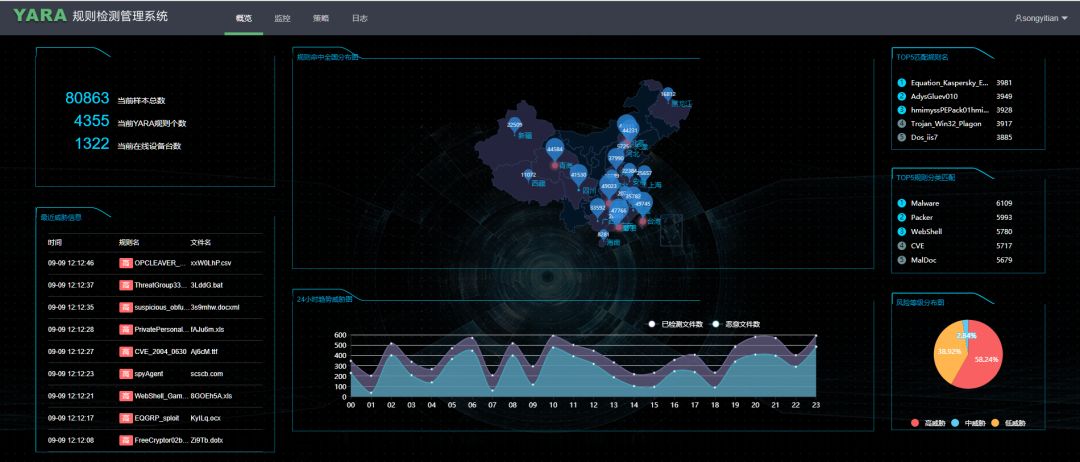 YARA 规则检测管理系统 概览 监控 策略 日志 songyitian
80863 当前样本总数
4355 当前YARA规则个数
1322 当前在线设备台数
最近威胁信息
时间 规则名 文件名
09-09 12:12:46 高 OPCLEAVER_... xxW0LhP.csv
09-09 12:12:37 高 ThreatGroup33... 3LddG.bat
09-09 12:12:35 高 suspicious_obfu... 3s9mhw.docxml
09-09 12:12:28 高 PrivatePersonal... fAJu6m.xls
09-09 12:12:27 高 CVE_2004_0630 Aj6cM.ttf
09-09 12:12:23 高 spyAgent scscb.com
09-09 12:12:21 高 WebShell_Gam... 8GOEh5A.xls
09-09 12:12:17 高 EQGRP_sploit KyILq.ocx
09-09 12:12:08 高 FreeCryptor02b... Zi9Tb.dotx
规则命中全国分布图
16812
黑龙江
22509
新疆
44231
5725
河北
44584
青海
37990
11072
西藏
41530
四川
22384
25657
安徽
上海
49023
35782
33592
47766
49745
台湾
8281
海南
24小时趋势威胁图
已检测文件数 恶意文件数
600
500
400
300
200
100
0
00 01 02 03 04 05 06 07 08 09 10 11 12 13 14 15 16 17 18 19 20 21 22 23
TOP5匹配规则名
1 Equation_Kaspersky_E... 3981
2 AdysGluev010 3949
3 hmimysPEPack01hmi... 3928
4 Trojan_Win32_Plagon 3917
5 Dos_iis7 3885
TOP5规则分类匹配
1 Malware 6109
2 Packer 5993
3 WebShell 5780
4 CVE 5717
5 MalDoc 5679
风险等级分布图
2.84%
38.92%
58.24%
高威胁 中威胁 低威胁